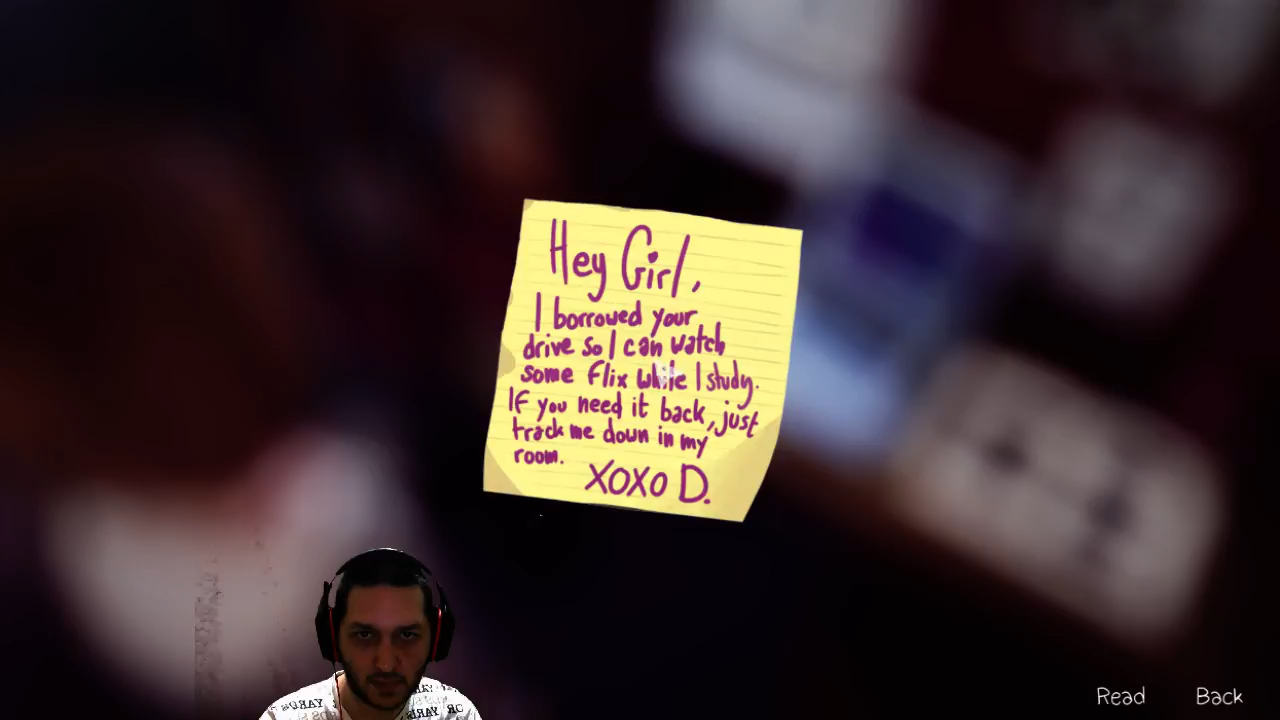 Hey Girl,
I borrowed your
drive so I can watch
some Flix while I study.
If you need it back, just
track me down in my
room.
XOXO D.
Read
Back